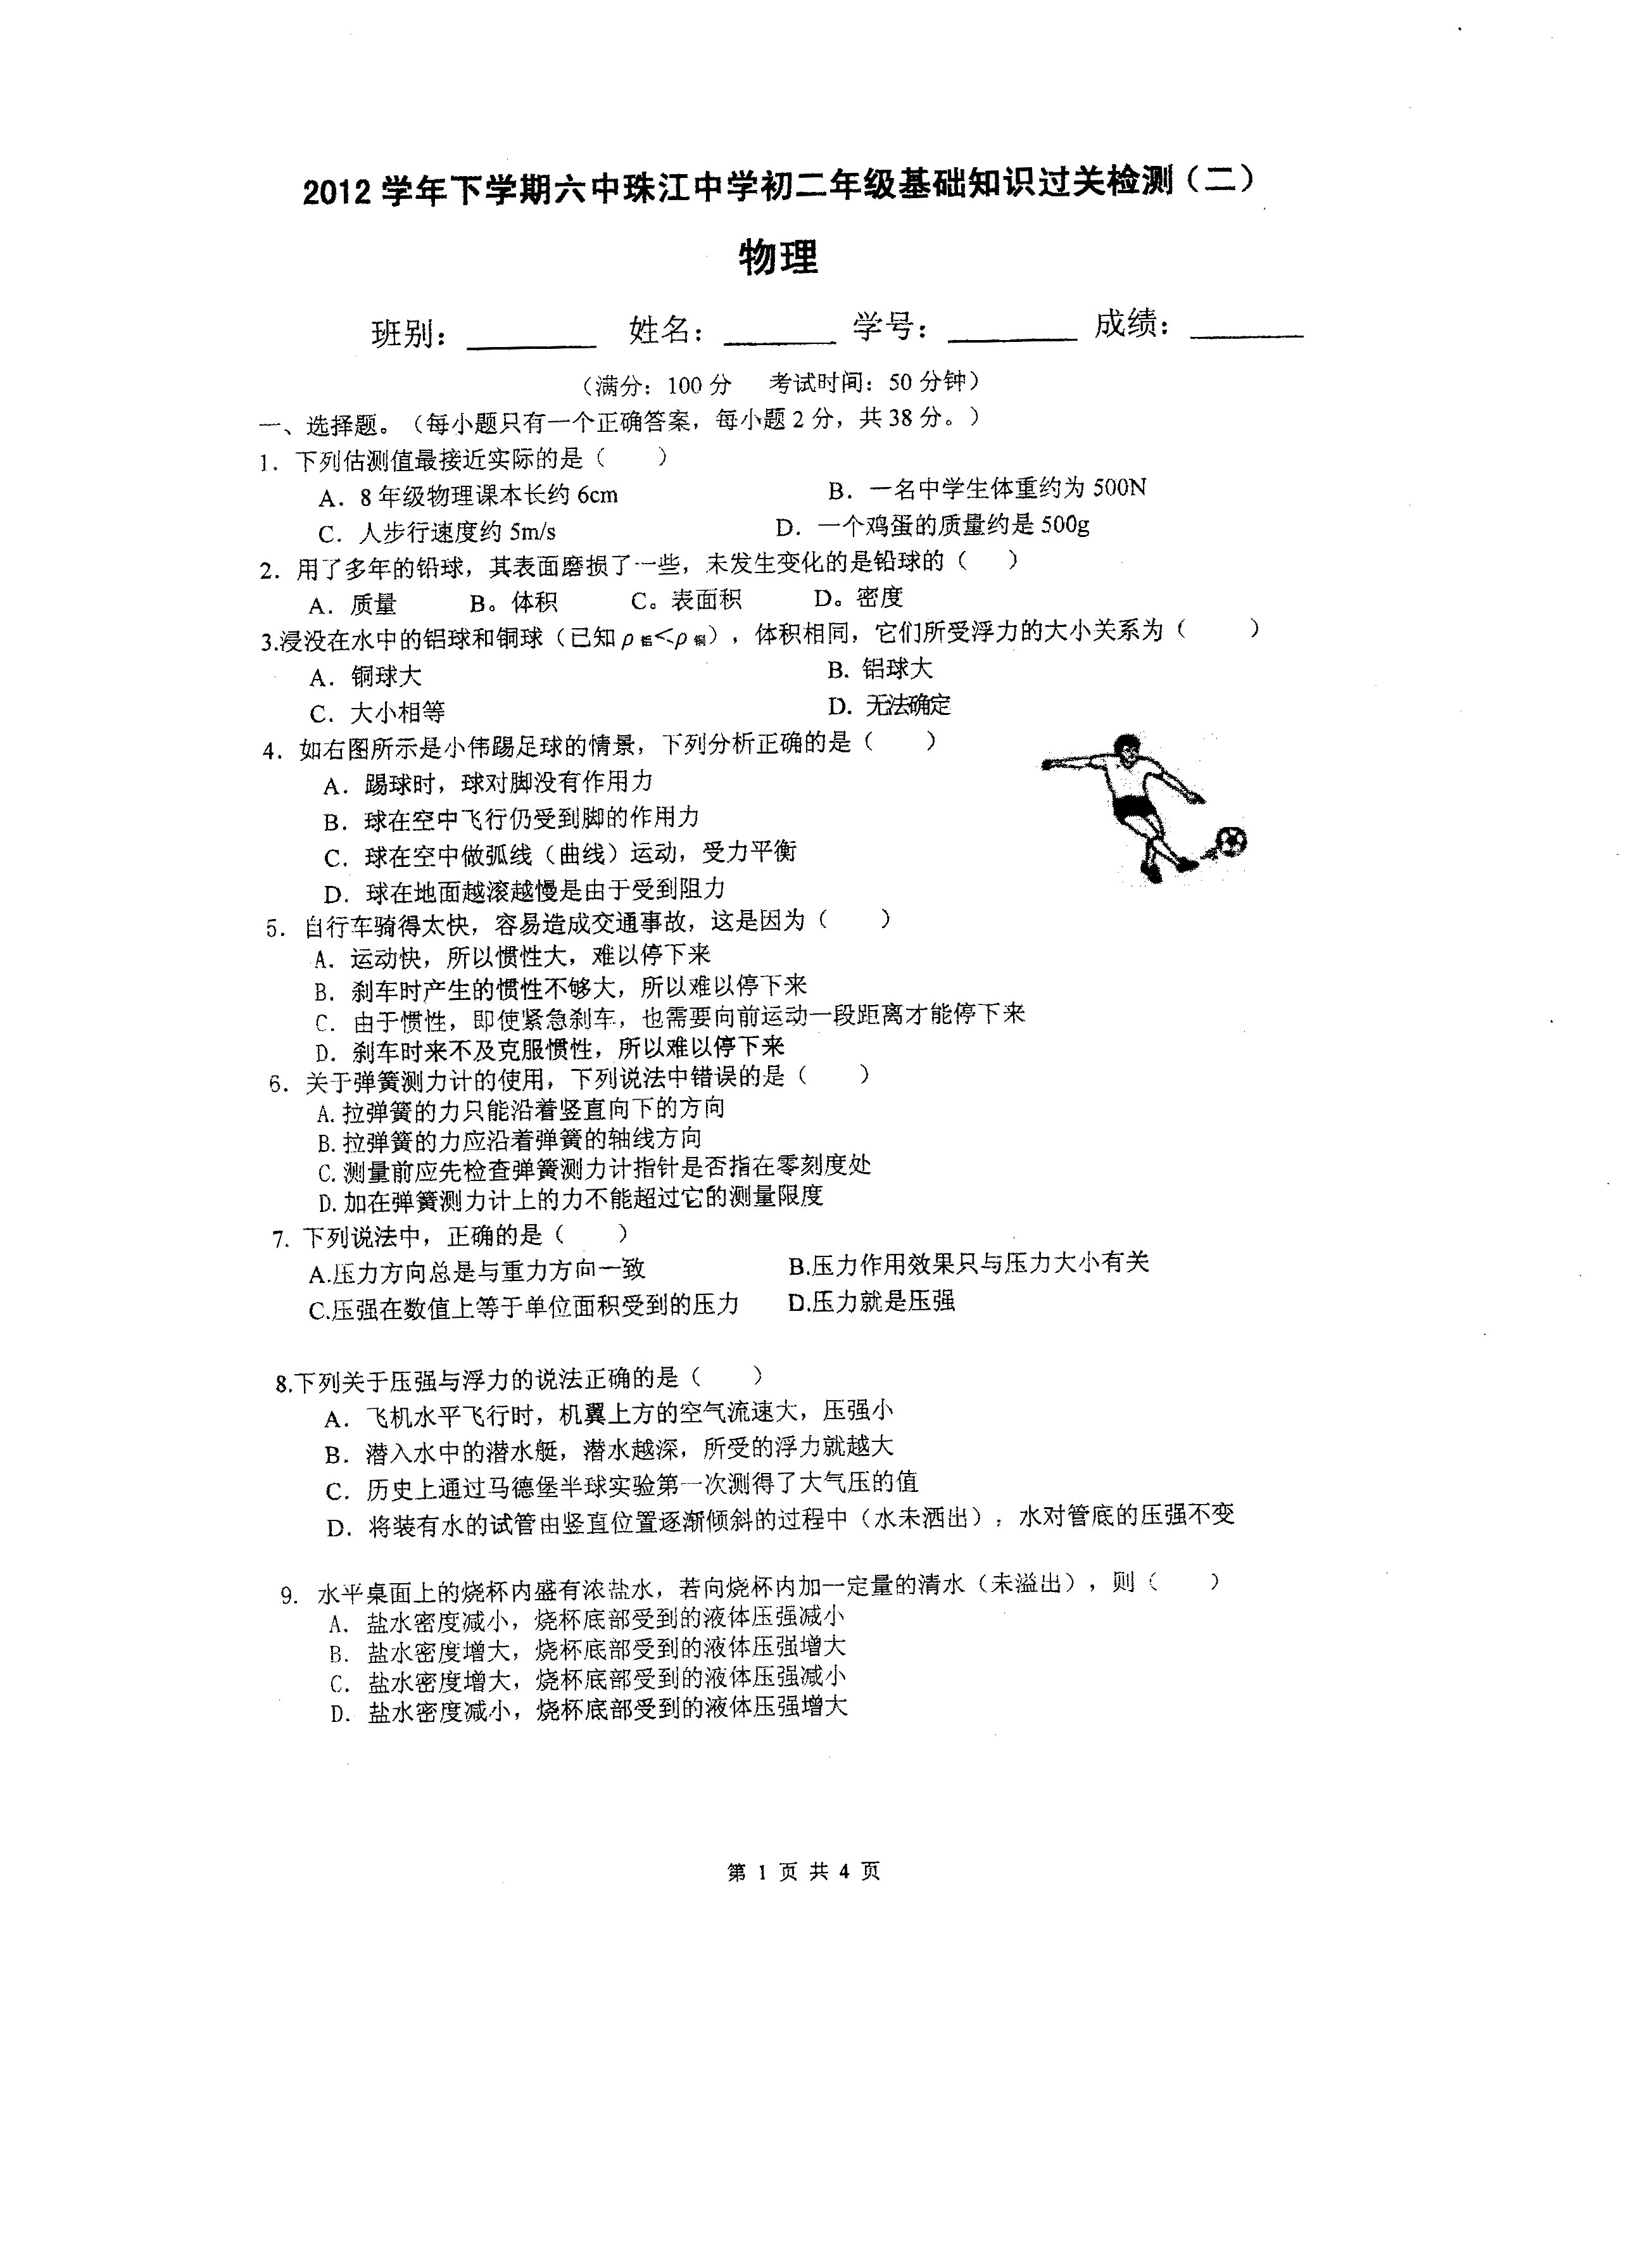 2012学年下学期六中珠江中学初二年级基础知识过关检测（二）
物理
班别：______ 姓名：______ 学号：______ 成绩：______
（满分：100分 考试时间：50分钟）
一、选择题。（每小题只有一个正确答案，每小题2分，共38分。）
1．下列估测值最接近实际的是（ ）
A．8年级物理课本长约6cm B．一名中学生体重约为500N
C．人步行速度约5m/s D．一个鸡蛋的质量约是500g
2．用了多年的铅球，其表面磨损了一些，未发生变化的是铅球的（ ）
A．质量 B。体积 C。表面积 D。密度
3.浸没在水中的铝球和铜球（已知ρ铝<ρ铜），体积相同，它们所受浮力的大小关系为（ ）
A．铜球大 B．铝球大
C．大小相等 D．无法确定
4．如右图所示是小伟踢足球的情景，下列分析正确的是（ ）
A．踢球时，球对脚没有作用力
B．球在空中飞行仍受到脚的作用力
C．球在空中做弧线（曲线）运动，受力平衡
D．球在地面越滚越慢是由于受到阻力
5．自行车骑得太快，容易造成交通事故，这是因为（ ）
A．运动快，所以惯性大，难以停下来
B．刹车时产生的惯性不够大，所以难以停下来
C．由于惯性，即使紧急刹车，也需要向前运动一段距离才能停下来
D．刹车时来不及克服惯性，所以难以停下来
6．关于弹簧测力计的使用，下列说法中错误的是（ ）
A.拉弹簧的力只能沿着竖直向下的方向
B.拉弹簧的力应沿着弹簧的轴线方向
C.测量前应先检查弹簧测力计指针是否指在零刻度处
D.加在弹簧测力计上的力不能超过它的测量限度
7. 下列说法中，正确的是（ ）
A.压力方向总是与重力方向一致 B.压力作用效果只与压力大小有关
C.压强在数值上等于单位面积受到的压力 D.压力就是压强
8.下列关于压强与浮力的说法正确的是（ ）
A．飞机水平飞行时，机翼上方的空气流速大，压强小
B．潜入水中的潜水艇，潜水越深，所受的浮力就越大
C．历史上通过马德堡半球实验第一次测得了大气压的值
D．将装有水的试管由竖直位置逐渐倾斜的过程中（水未洒出），水对管底的压强不变
9. 水平桌面上的烧杯内盛有浓盐水，若向烧杯内加一定量的清水（未溢出），则（ ）
A．盐水密度减小，烧杯底部受到的液体压强减小
B．盐水密度增大，烧杯底部受到的液体压强增大
C．盐水密度增大，烧杯底部受到的液体压强减小
D．盐水密度减小，烧杯底部受到的液体压强增大
第 1 页 共 4 页